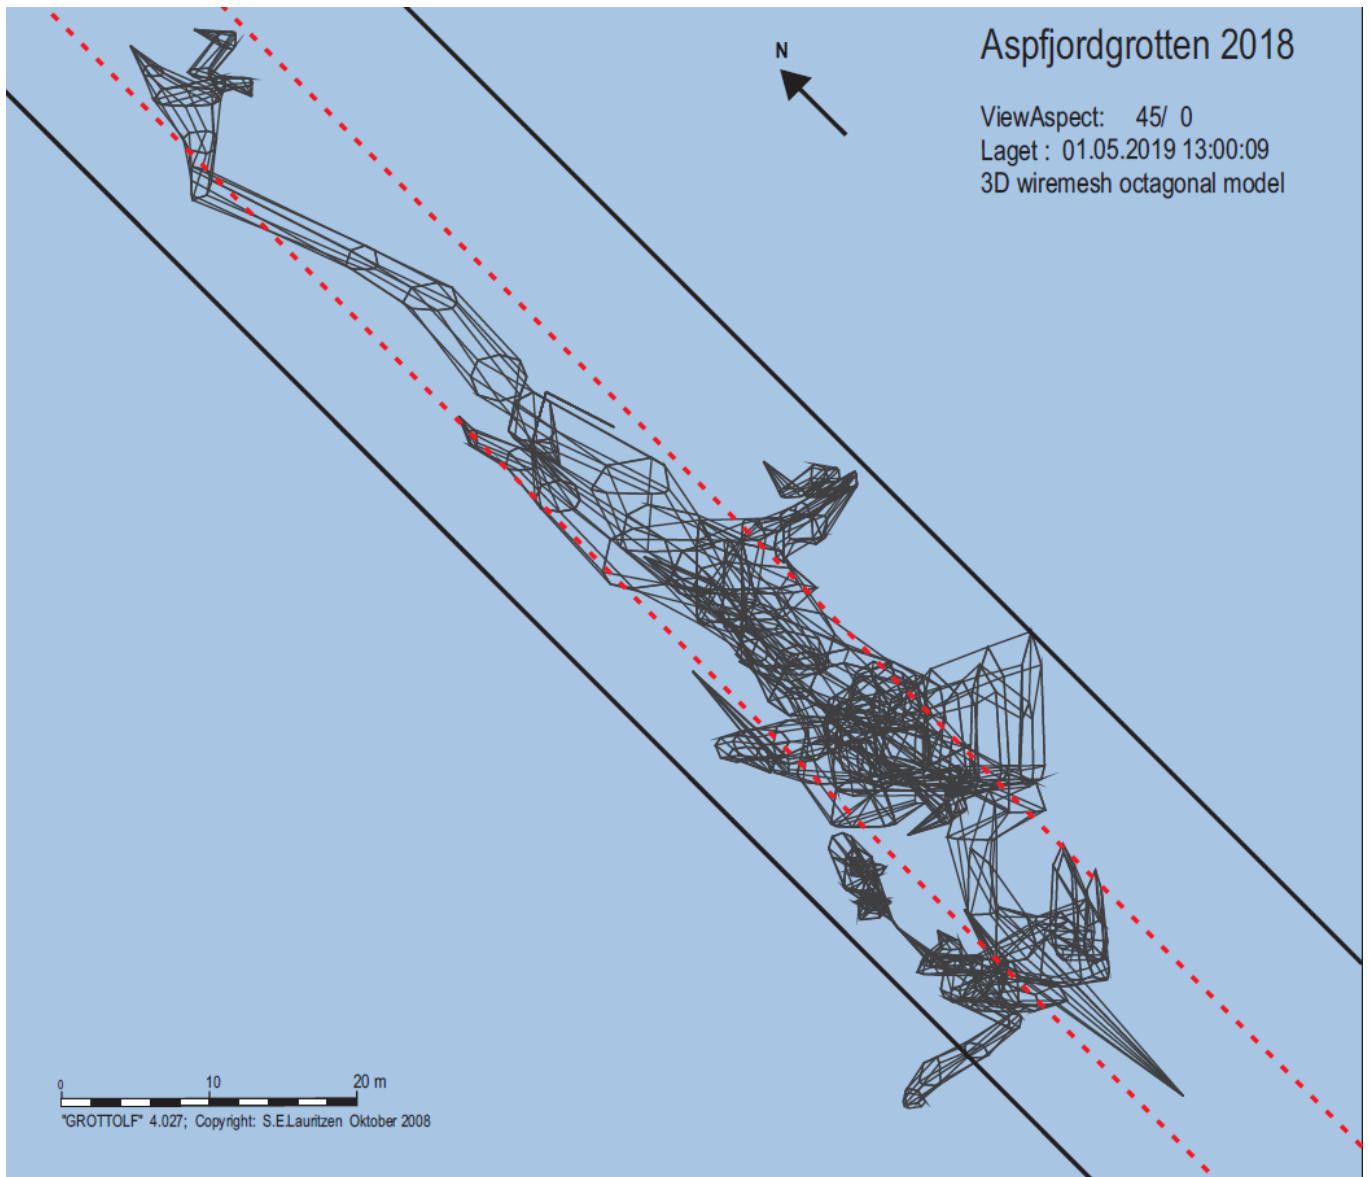 Aspfjordgrotten 2018
N
ViewAspect: 45/ 0
Laget : 01.05.2019 13:00:09
3D wiremesh octagonal model
0 10 20 m
"GROTTOLF" 4.027; Copyright: S.E.Lauritzen Oktober 2008